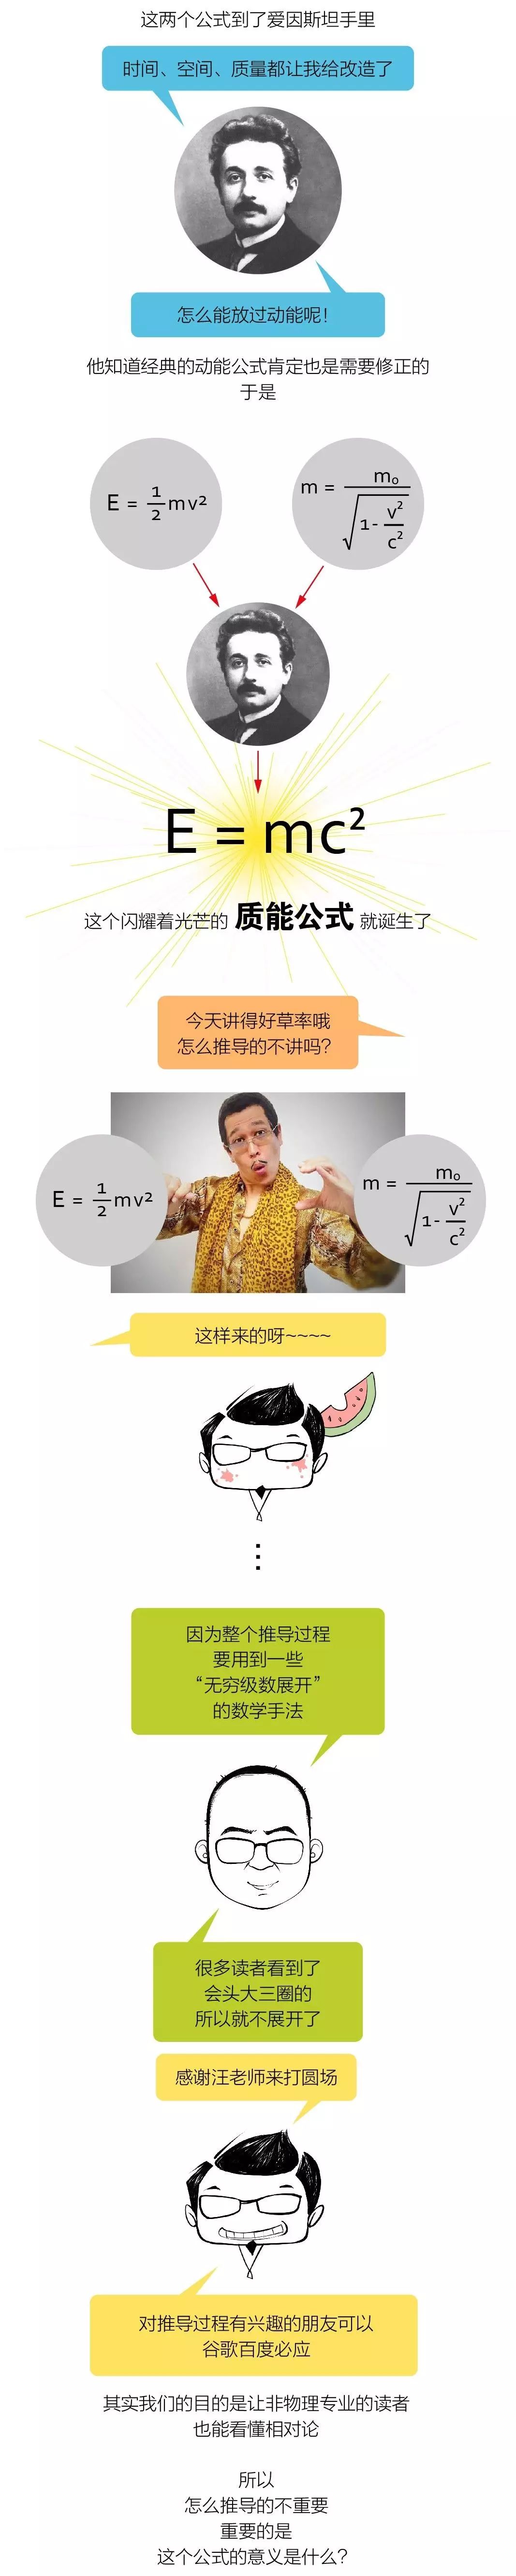 这两个公式到了爱因斯坦手里
时间、空间、质量都让我给改造了
怎么能放过动能呢！
他知道经典的动能公式肯定也是需要修正的
于是
E = 1/2 mv²
m = m₀ / √(1 - v²/c²)
E = mc²
这个闪耀着光芒的 质能公式 就诞生了
今天讲得好草率哦
怎么推导的不讲吗？
E = 1/2 mv²
m = m₀ / √(1 - v²/c²)
这样来的呀~~~~
⋮
因为整个推导过程
要用到一些
“无穷级数展开”
的数学手法
很多读者看到了
会头大三圈的
所以就不展开了
感谢汪老师来打圆场
对推导过程有兴趣的朋友可以
谷歌百度必应
其实我们的目的是让非物理专业的读者
也能看懂相对论
所以
怎么推导的不重要
重要的是
这个公式的意义是什么？